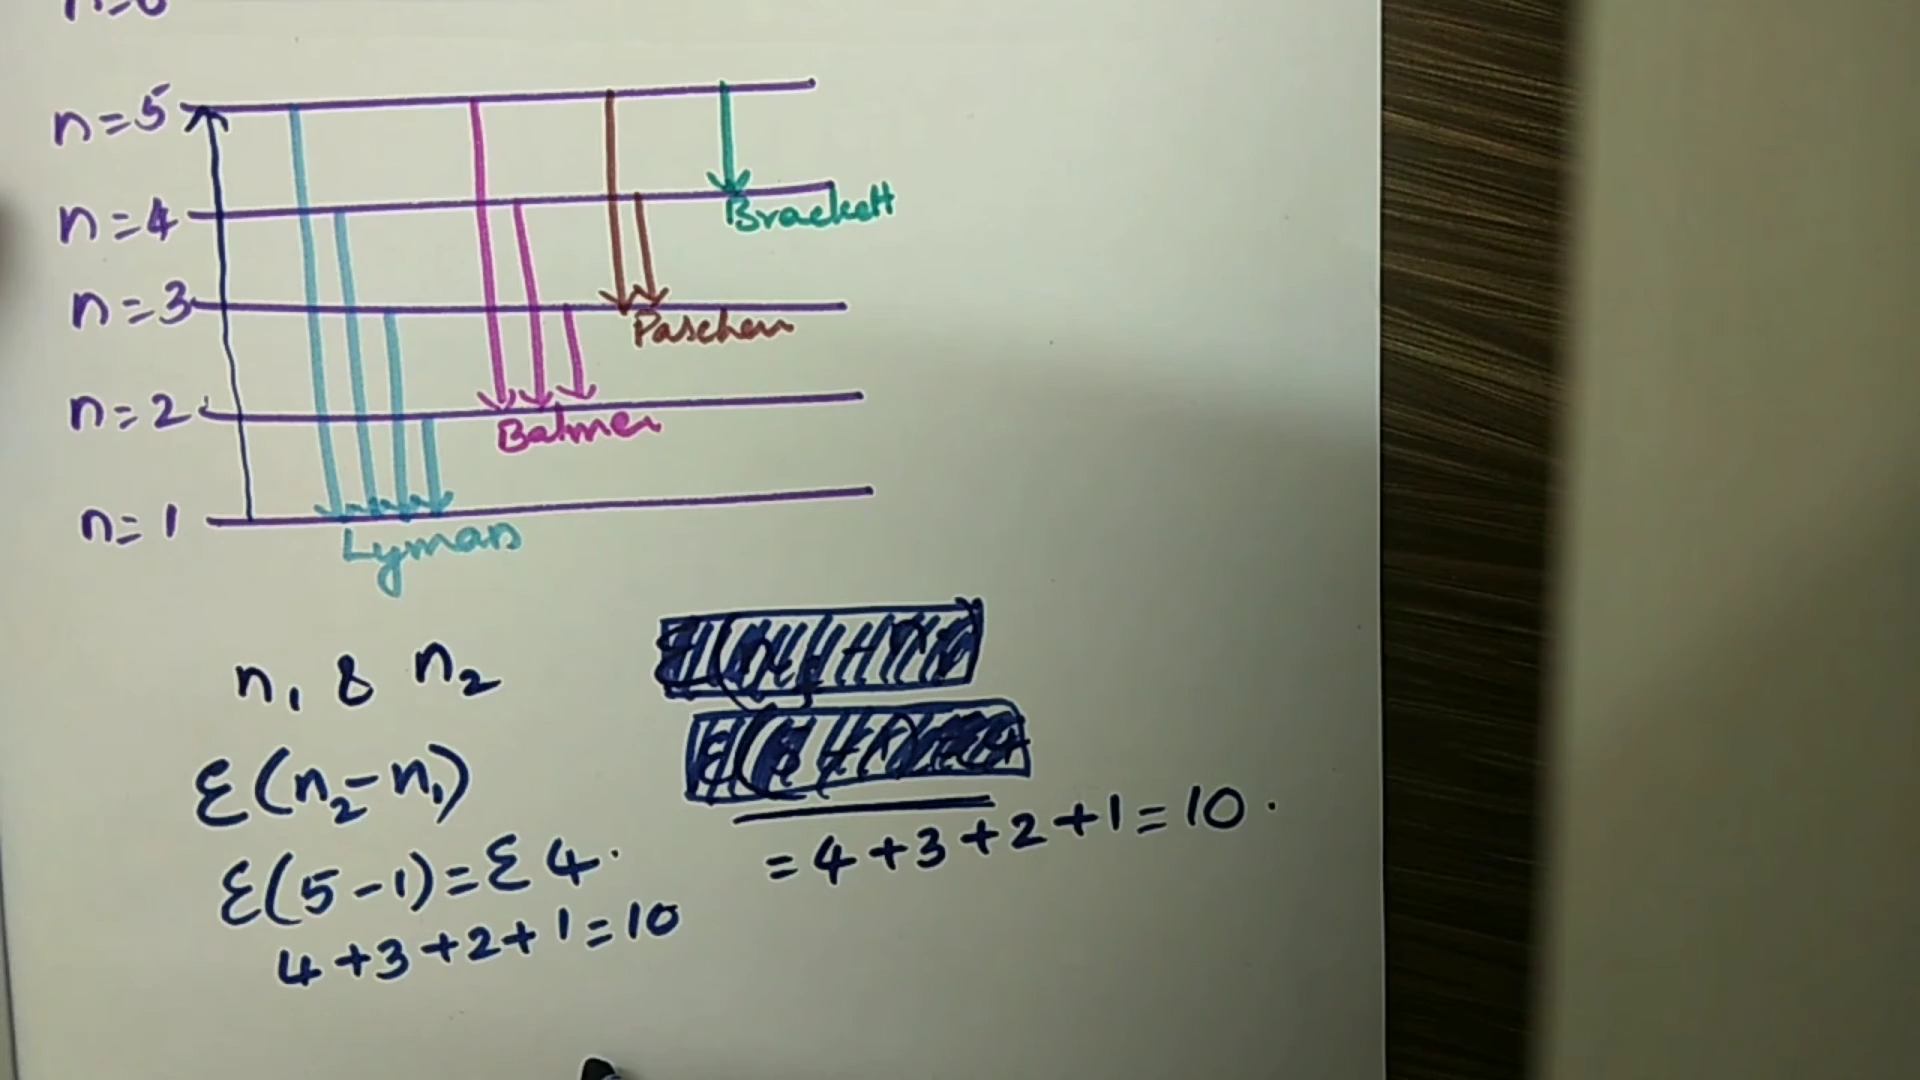 n=5
n=4
Brackett
n=3
Paschen
n=2
Balmer
n=1
Lyman
n₁ & n₂
Ɛ(n₂-n₁)
Ɛ(5-1)=Ɛ4.
4+3+2+1=10
=4+3+2+1=10.